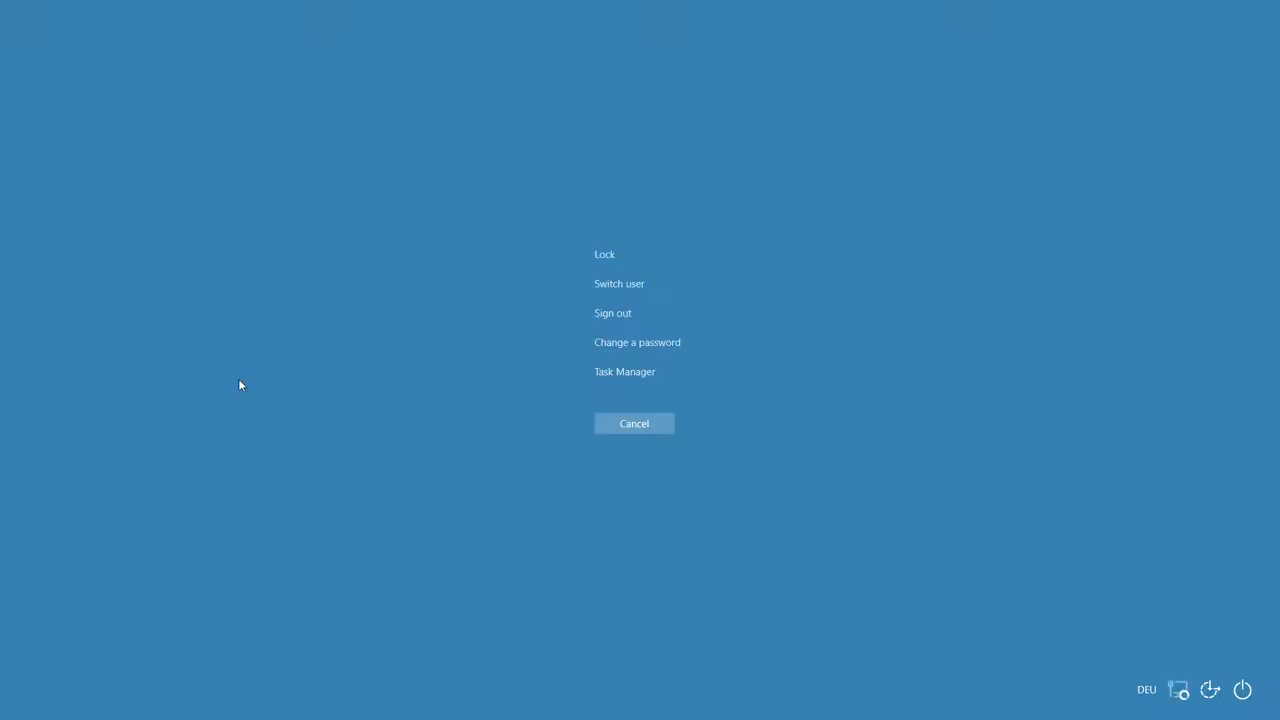 Lock
Switch user
Sign out
Change a password
Task Manager
Cancel
DEU